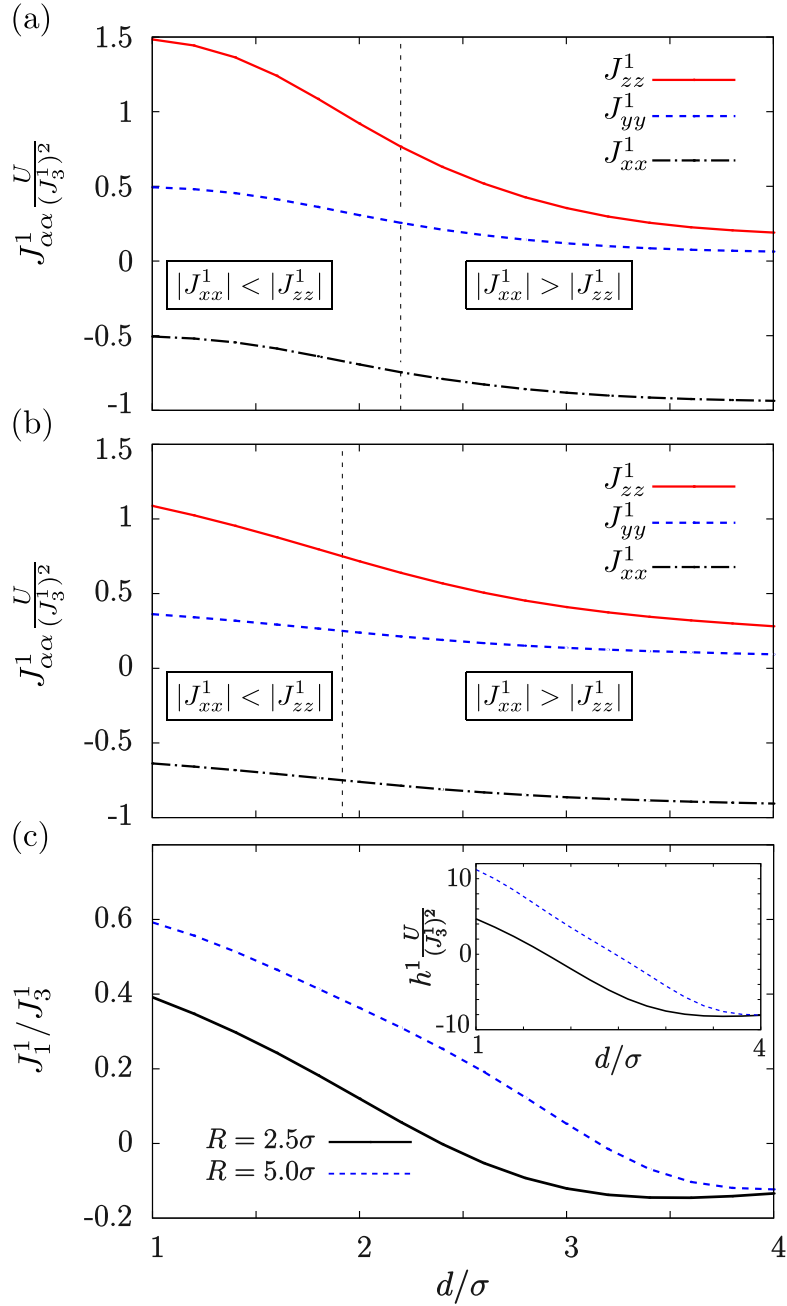 (a)
1.5
1
0.5
0
-0.5
-1
J^1_{αα} U/(J^1_3)^2
J^1_{zz}
J^1_{yy}
J^1_{xx}
|J^1_{xx}| < |J^1_{zz}|
|J^1_{xx}| > |J^1_{zz}|
(b)
1.5
1
0.5
0
-0.5
-1
J^1_{αα} U/(J^1_3)^2
J^1_{zz}
J^1_{yy}
J^1_{xx}
|J^1_{xx}| < |J^1_{zz}|
|J^1_{xx}| > |J^1_{zz}|
(c)
0.6
0.4
0.2
0
-0.2
J^1_1/J^1_3
10
0
-10
h^1 U/(J^1_3)^2
1 4
d/σ
R = 2.5σ
R = 5.0σ
1 2 3 4
d/σ